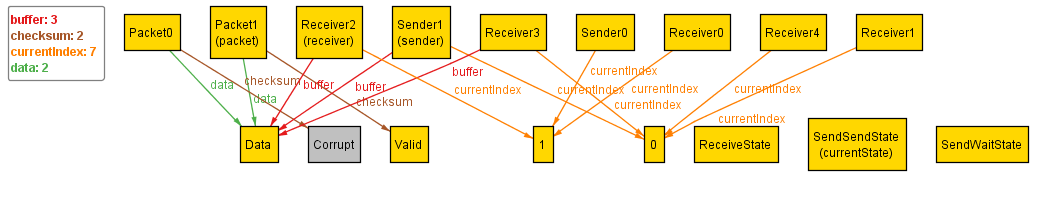 buffer: 3
checksum: 2
currentIndex: 7
data: 2
Packet0
Packet1
(packet)
Receiver2
(receiver)
Sender1
(sender)
Receiver3
Sender0
Receiver0
Receiver4
Receiver1
data
checksum
data
buffer
buffer
checksum
buffer
currentIndex
currentIndex
currentIndex
currentIndex
currentIndex
currentIndex
currentIndex
Data
Corrupt
Valid
1
0
ReceiveState
SendSendState
(currentState)
SendWaitState